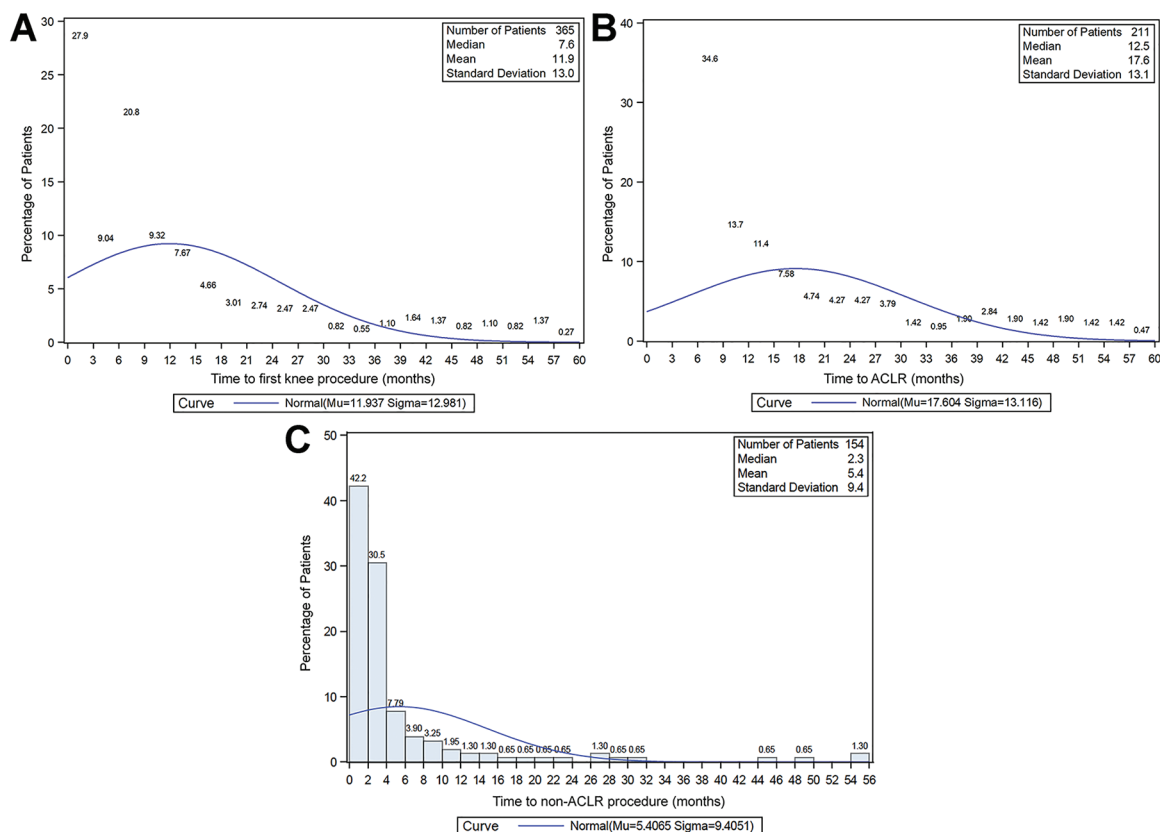 A
Number of Patients 365
Median 7.6
Mean 11.9
Standard Deviation 13.0
Percentage of Patients
30
25
20
15
10
5
0
27.9
9.04
20.8
9.32
7.67
4.66
3.01
2.74
2.47
2.47
0.82
0.55
1.10
1.64
1.37
0.82
1.10
0.82
1.37
0.27
0 3 6 9 12 15 18 21 24 27 30 33 36 39 42 45 48 51 54 57 60
Time to first knee procedure (months)
Curve Normal(Mu=11.937 Sigma=12.981)
B
Number of Patients 211
Median 12.5
Mean 17.6
Standard Deviation 13.1
Percentage of Patients
40
30
20
10
0
34.6
13.7
11.4
7.58
4.74
4.27
4.27
3.79
1.42
0.95
1.90
2.84
1.90
1.42
1.90
1.42
1.42
0.47
0 3 6 9 12 15 18 21 24 27 30 33 36 39 42 45 48 51 54 57 60
Time to ACLR (months)
Curve Normal(Mu=17.604 Sigma=13.116)
C
Number of Patients 154
Median 2.3
Mean 5.4
Standard Deviation 9.4
Percentage of Patients
50
40
30
20
10
0
42.2
30.5
7.79
3.90
3.25
1.95
1.30
1.30
0.65
0.65
0.65
0.65
1.30
0.65
0.65
0.65
0.65
1.30
0 2 4 6 8 10 12 14 16 18 20 22 24 26 28 30 32 34 36 38 40 42 44 46 48 50 52 54 56
Time to non-ACLR procedure (months)
Curve Normal(Mu=5.4065 Sigma=9.4051)